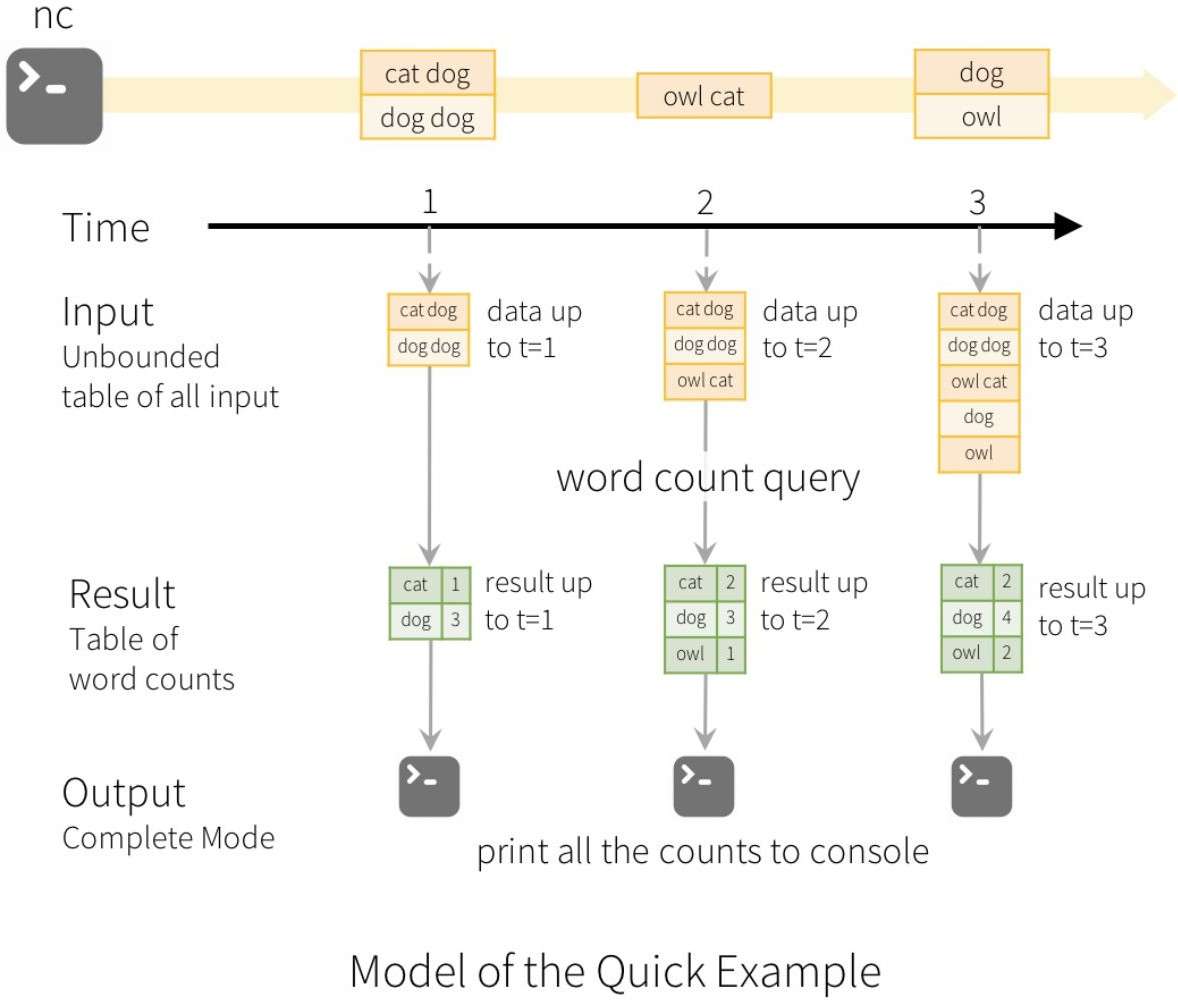 nc
cat dog
dog dog
owl cat
dog
owl
Time
1
2
3
Input
Unbounded
table of all input
cat dog
dog dog
data up
to t=1
cat dog
dog dog
owl cat
data up
to t=2
cat dog
dog dog
owl cat
dog
owl
data up
to t=3
word count query
Result
Table of
word counts
cat 1
dog 3
result up
to t=1
cat 2
dog 3
owl 1
result up
to t=2
cat 2
dog 4
owl 2
result up
to t=3
Output
Complete Mode
print all the counts to console
Model of the Quick Example